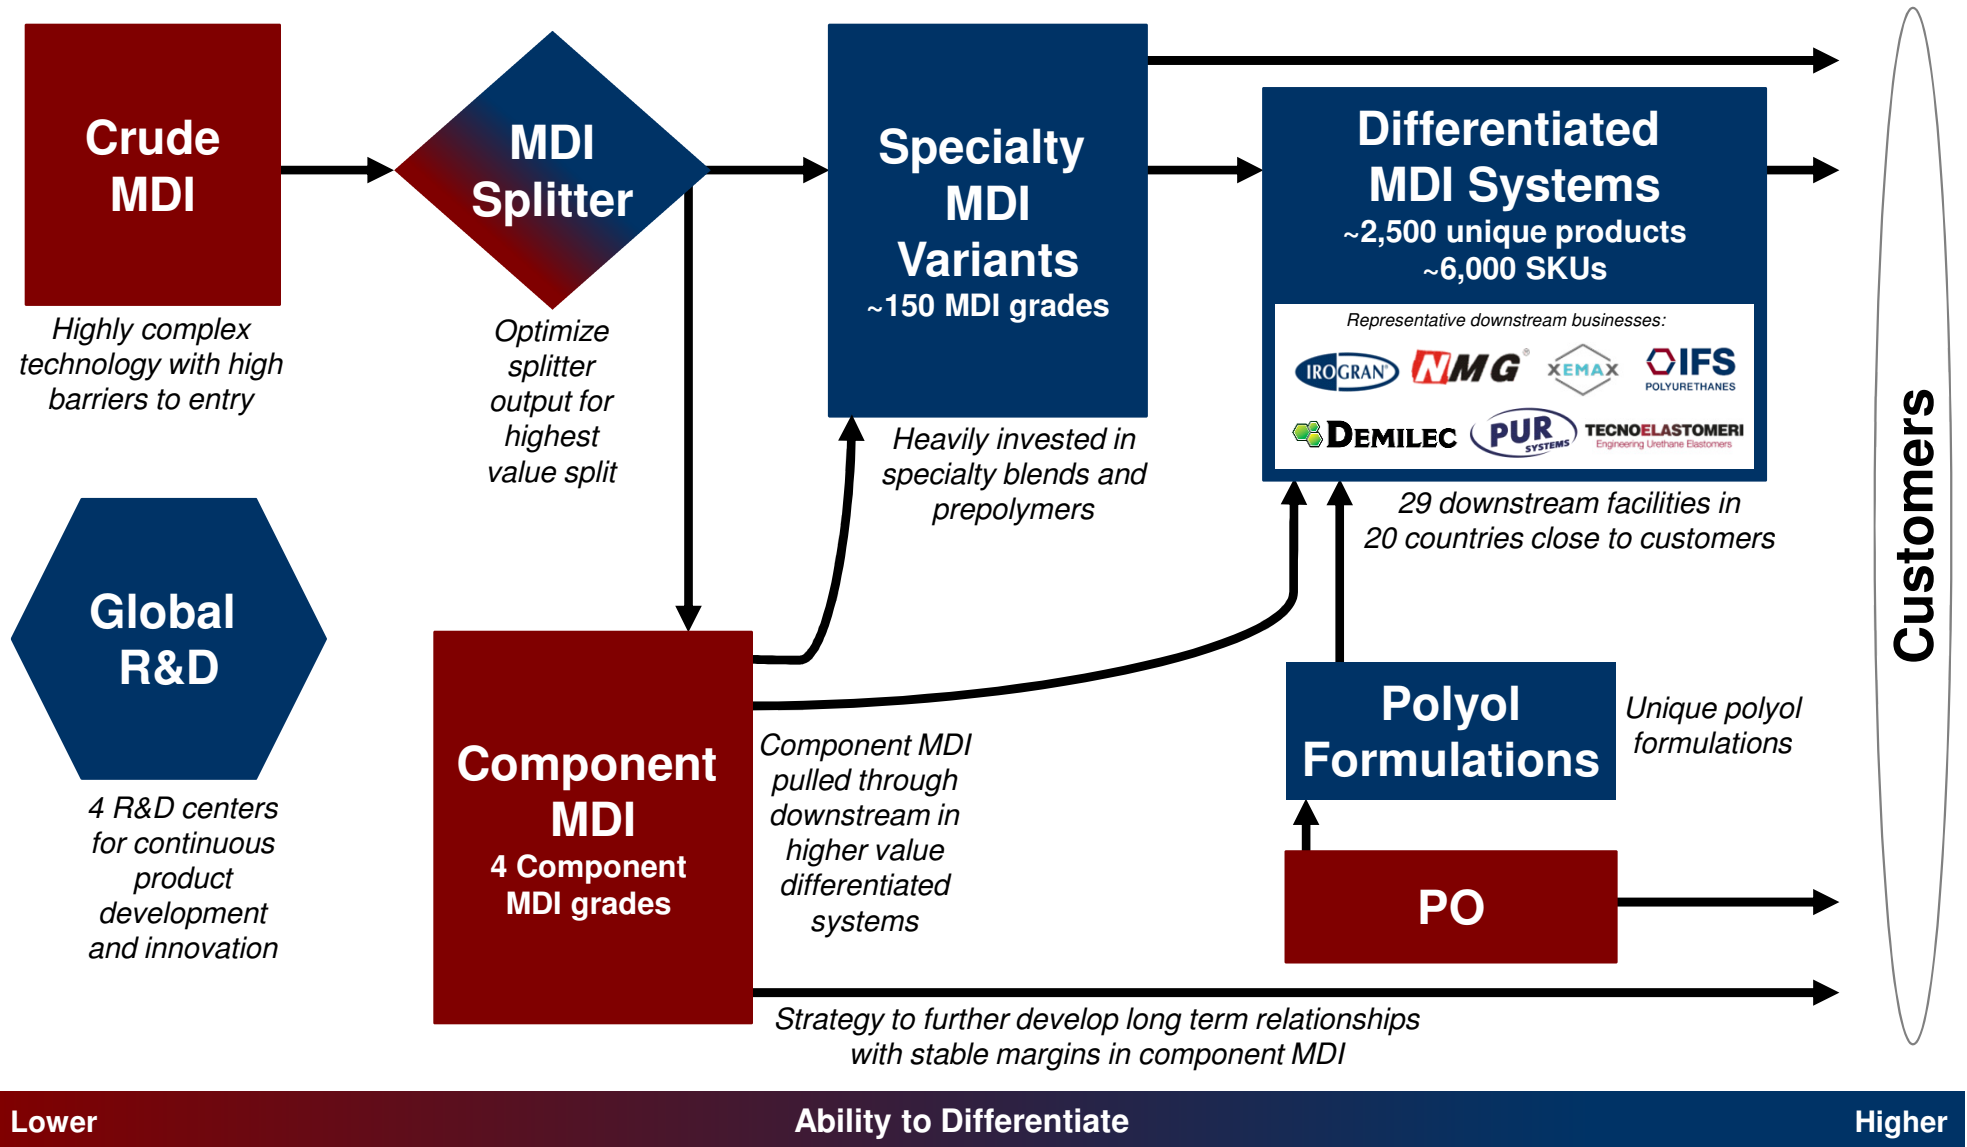 Crude
MDI
Highly complex
technology with high
barriers to entry
MDI
Splitter
Optimize
splitter
output for
highest
value split
Specialty
MDI
Variants
~150 MDI grades
Heavily invested in
specialty blends and
prepolymers
Differentiated
MDI Systems
~2,500 unique products
~6,000 SKUs
Representative downstream businesses:
IROGRAN®
NMG®
XEMAX
IFS
POLYURETHANES
DEMILEC
PUR
SYSTEMS
TECNOELASTOMERI
Engineering Urethane Elastomers
29 downstream facilities in
20 countries close to customers
Customers
Global
R&D
4 R&D centers
for continuous
product
development
and innovation
Component
MDI
4 Component
MDI grades
Component MDI
pulled through
downstream in
higher value
differentiated
systems
Polyol
Formulations
Unique polyol
formulations
PO
Strategy to further develop long term relationships
with stable margins in component MDI
Lower
Ability to Differentiate
Higher